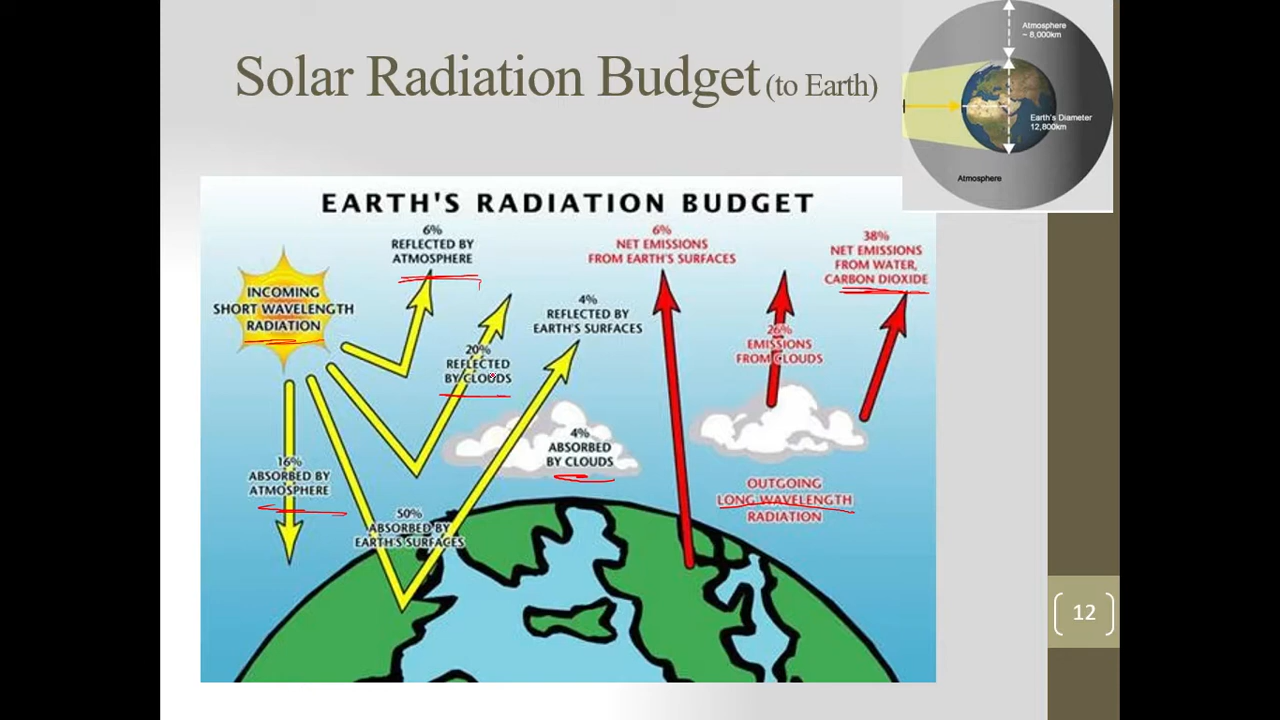 Solar Radiation Budget (to Earth)
Atmosphere
~ 8,000km
Earth's Diameter
12,800km
Atmosphere
EARTH'S RADIATION BUDGET
INCOMING
SHORT WAVELENGTH
RADIATION
6%
REFLECTED BY
ATMOSPHERE
20%
REFLECTED
BY CLOUDS
4%
REFLECTED BY
EARTH'S SURFACES
16%
ABSORBED BY
ATMOSPHERE
4%
ABSORBED
BY CLOUDS
50%
ABSORBED BY
EARTH'S SURFACES
6%
NET EMISSIONS
FROM EARTH'S SURFACES
26%
EMISSIONS
FROM CLOUDS
38%
NET EMISSIONS
FROM WATER,
CARBON DIOXIDE
OUTGOING
LONG WAVELENGTH
RADIATION
12